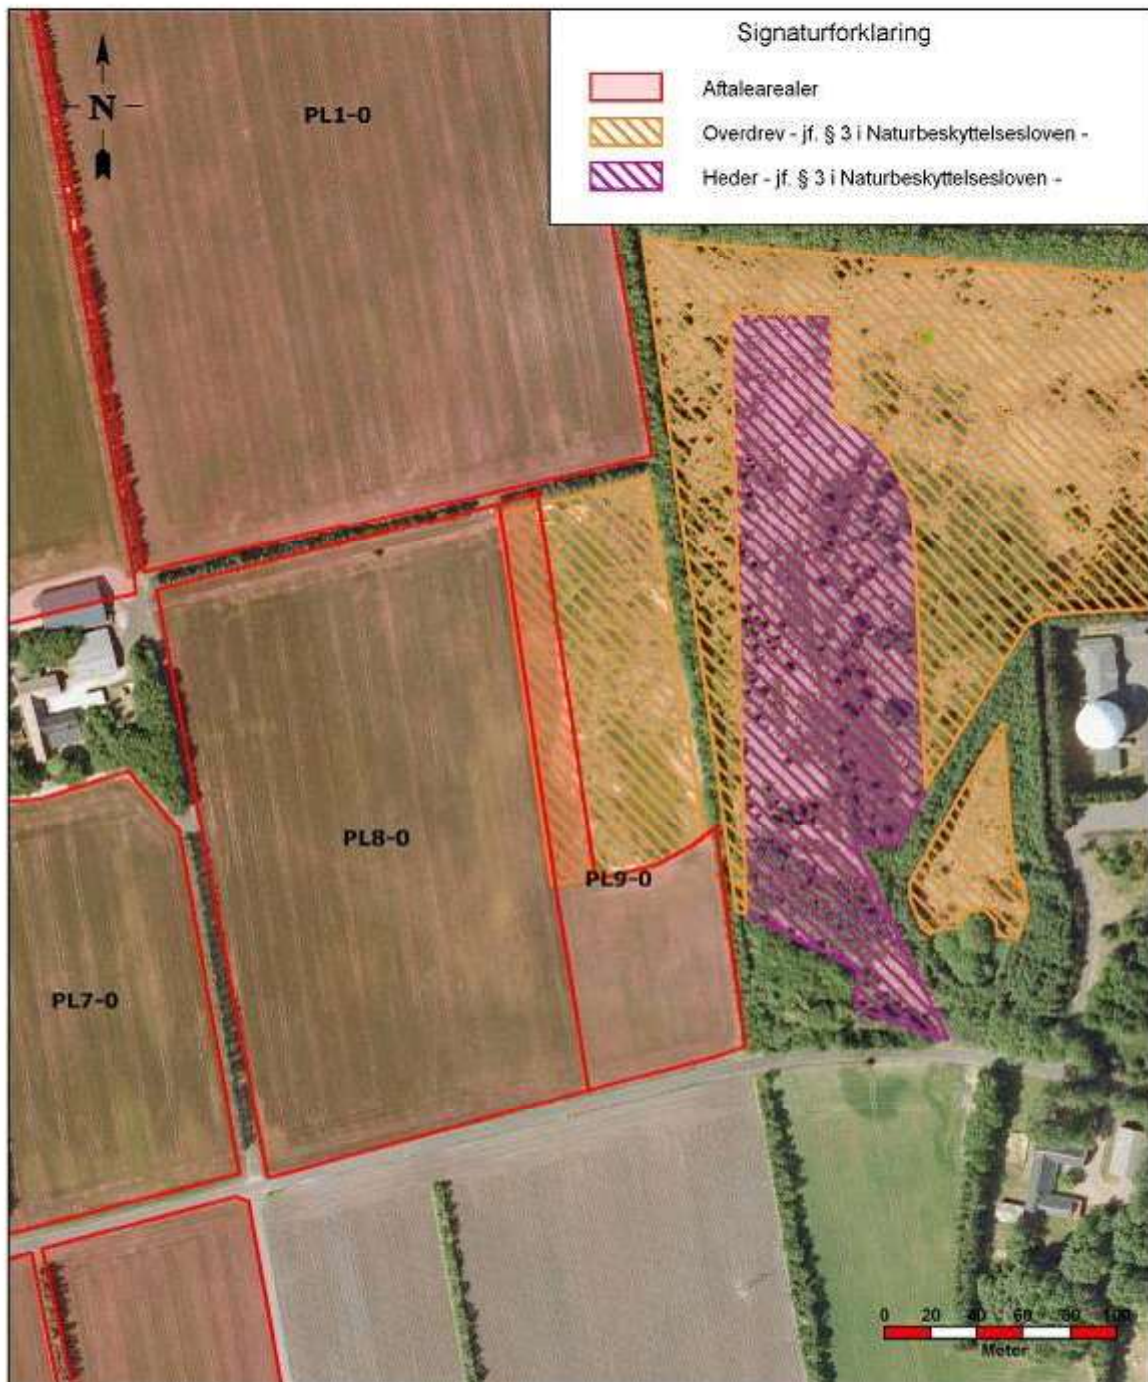 Signaturforklaring
Aftalearealer
Overdrev - jf. § 3 i Naturbeskyttelsesloven -
Heder - jf. § 3 i Naturbeskyttelsesloven -
N
PL1-0
PL8-0
PL9-0
PL7-0
0 20 40 60 80 100
Meter